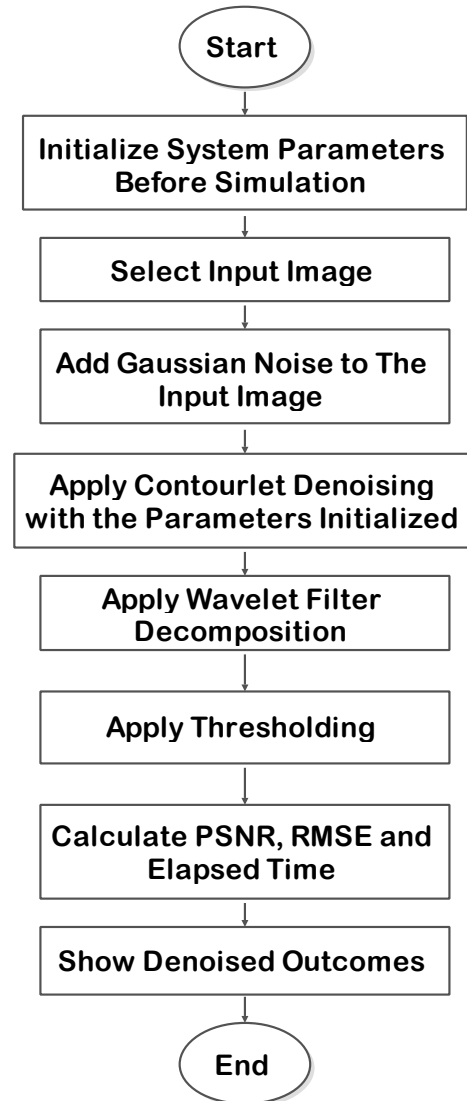 Start
Initialize System Parameters
Before Simulation
Select Input Image
Add Gaussian Noise to The
Input Image
Apply Contourlet Denoising
with the Parameters Initialized
Apply Wavelet Filter
Decomposition
Apply Thresholding
Calculate PSNR, RMSE and
Elapsed Time
Show Denoised Outcomes
End